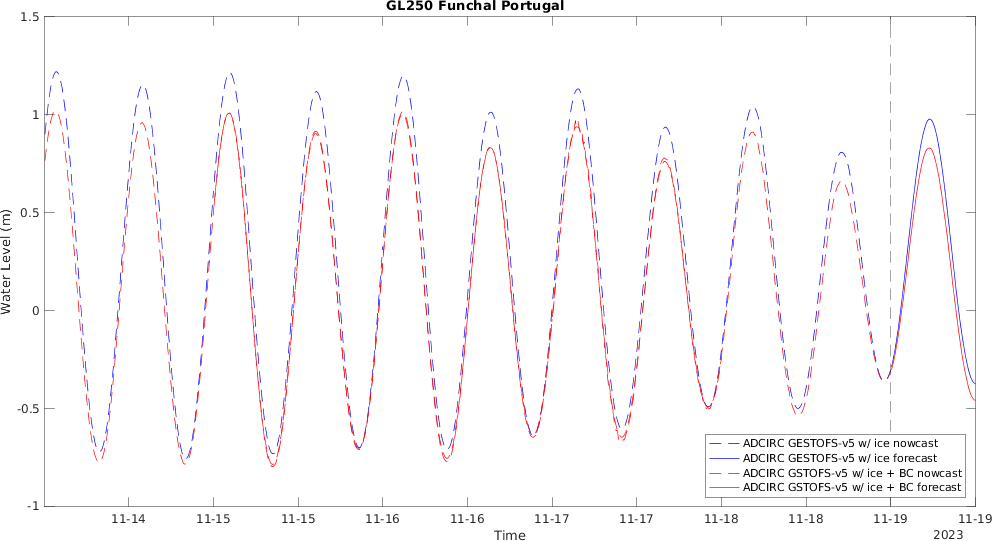 GL250 Funchal Portugal
1.5
1
0.5
0
-0.5
-1
Water Level (m)
11-14
11-15
11-15
11-16
11-16
11-17
11-17
11-18
11-18
11-19
11-19
Time
2023
ADCIRC GESTOFS-v5 w/ ice nowcast
ADCIRC GESTOFS-v5 w/ ice forecast
ADCIRC GSTOFS-v5 w/ ice + BC nowcast
ADCIRC GSTOFS-v5 w/ ice + BC forecast